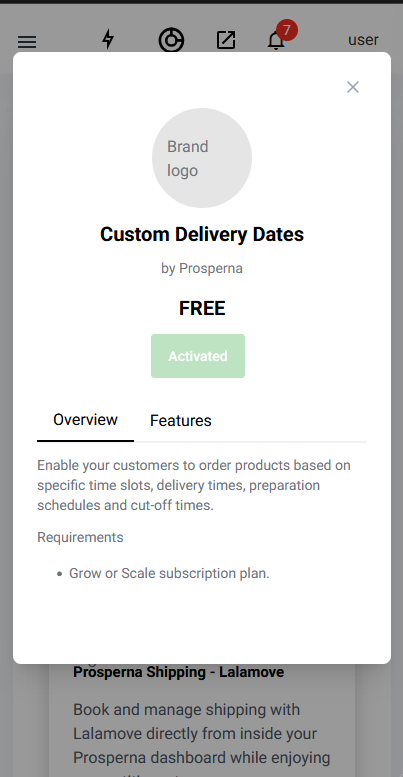 7
user
Brand
logo
Custom Delivery Dates
by Prosperna
FREE
Activated
Overview
Features
Enable your customers to order products based on
specific time slots, delivery times, preparation
schedules and cut-off times.
Requirements
• Grow or Scale subscription plan.
Prosperna Shipping - Lalamove
Book and manage shipping with
Lalamove directly from inside your
Prosperna dashboard while enjoying